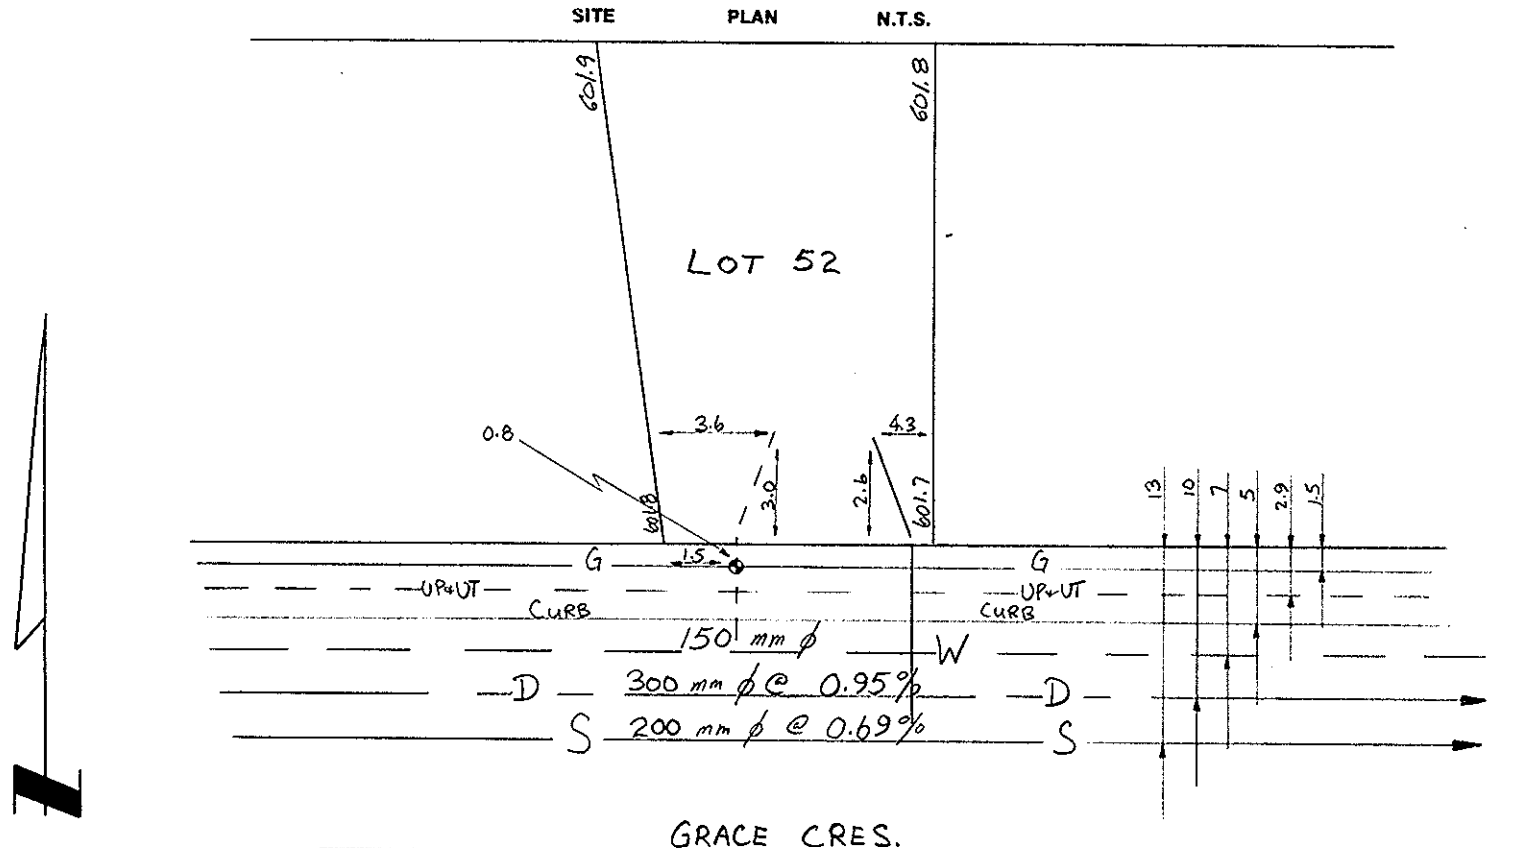 SITE PLAN N.T.S.
601.9
601.8
LOT 52
3.6
4.3
0.8
3.0
2.6
601.8
601.7
13
10
7
5
2.9
1.5
G
1.5
G
UP&UT
UP&UT
CURB
CURB
150 mm ϕ
W
D
300 mm ϕ @ 0.95%
D
S
200 mm ϕ @ 0.69%
S
GRACE CRES.